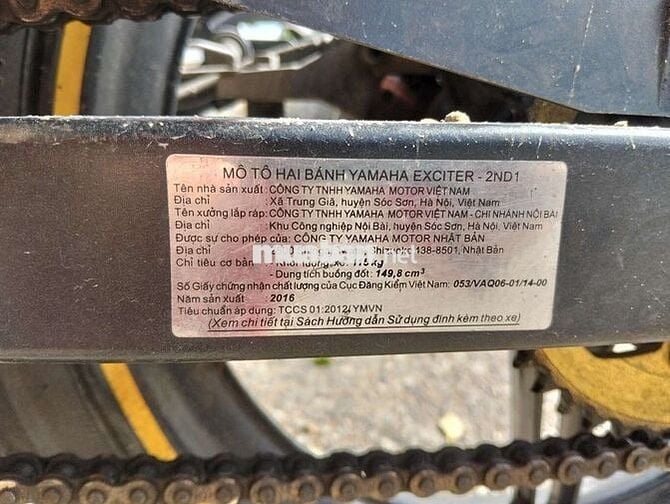 MÔ TÔ HAI BÁNH YAMAHA EXCITER - 2ND1
Tên nhà sản xuất : CÔNG TY TNHH YAMAHA MOTOR VIỆT NAM
Địa chỉ : Xã Trung Giã, huyện Sóc Sơn, Hà Nội, Việt Nam
Tên xưởng lắp ráp: CÔNG TY TNHH YAMAHA MOTOR VIỆT NAM - CHI NHÁNH NỘI BÀI
Địa chỉ : Khu Công nghiệp Nội Bài, huyện Sóc Sơn, Hà Nội, Việt Nam
Được sự cho phép của: CÔNG TY YAMAHA MOTOR NHẬT BẢN
Địa chỉ Shizuoka 138-8501, Nhật Bản
Chỉ tiêu cơ bản - Khối lượng xe: 115 kg
- Dung tích buồng đốt: 149,8 cm³
Số Giấy chứng nhận chất lượng của Cục Đăng Kiểm Việt Nam: 053/VAQ06-01/14-00
Năm sản xuất : 2016
Tiêu chuẩn áp dụng: TCCS 01:2012/YMVN
(Xem chi tiết tại Sách Hướng dẫn Sử dụng đính kèm theo xe)